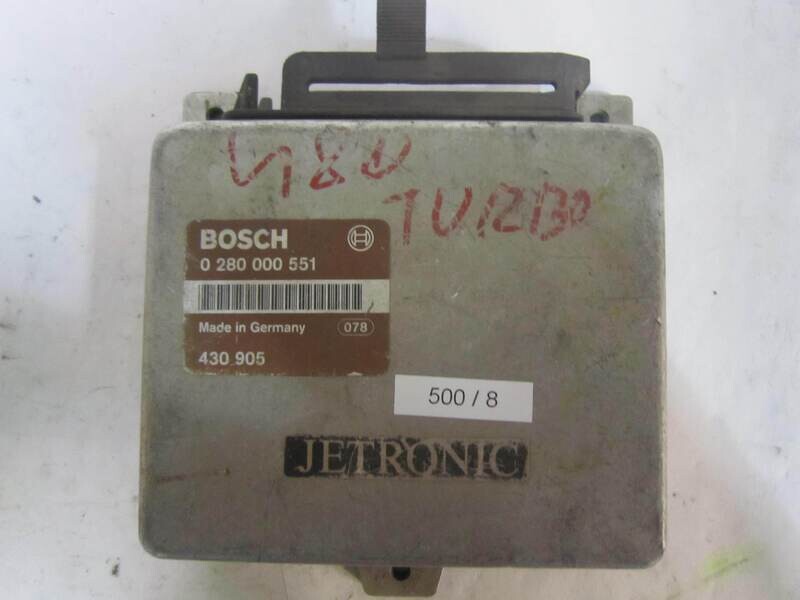 480
TURBO
BOSCH
0 280 000 551
Made in Germany 078
430 905
500 / 8
JETRONIC